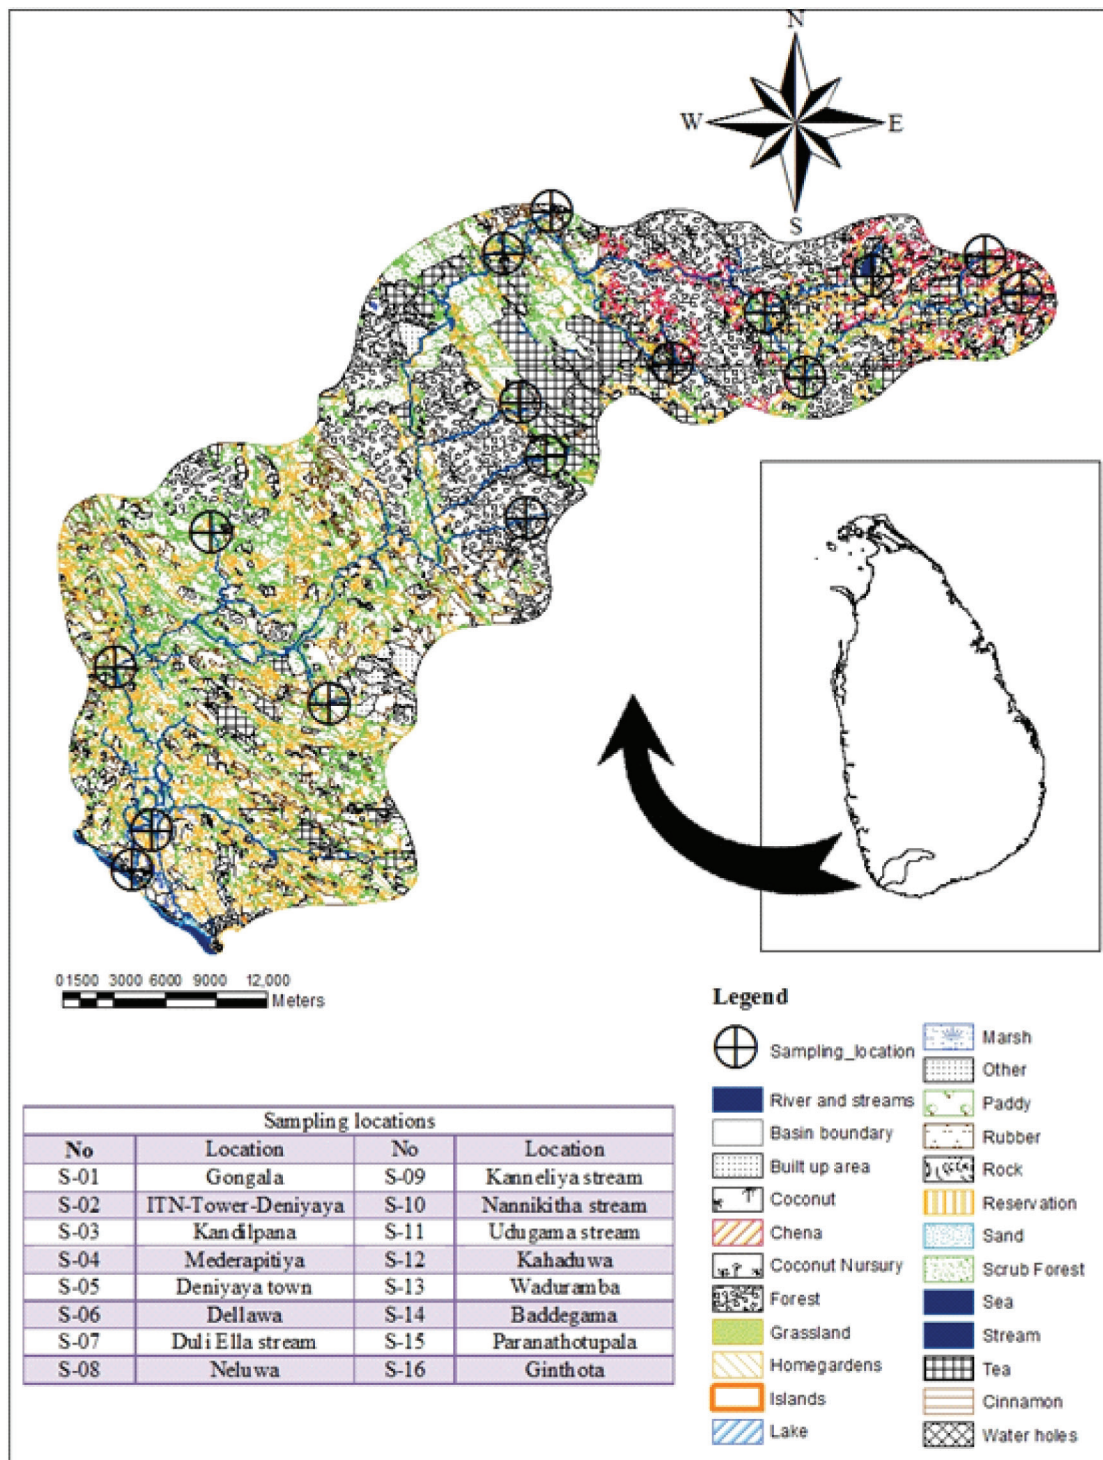 N
W E
S
0 1500 3000 6000 9000 12,000
Meters
Legend
Sampling_location
River and streams
Basin boundary
Built up area
Coconut
Chena
Coconut Nursury
Forest
Grassland
Homegardens
Islands
Lake
Marsh
Other
Paddy
Rubber
Rock
Reservation
Sand
Scrub Forest
Sea
Stream
Tea
Cinnamon
Water holes
Sampling locations
No Location No Location
S-01 Gongala S-09 Kanneliya stream
S-02 ITN-Tower-Deniyaya S-10 Nannikitha stream
S-03 Kandilpana S-11 Udugama stream
S-04 Mederapitiya S-12 Kahaduwa
S-05 Deniyaya town S-13 Waduramba
S-06 Dellawa S-14 Baddegama
S-07 Duli Ella stream S-15 Paranathotupala
S-08 Neluwa S-16 Ginthota